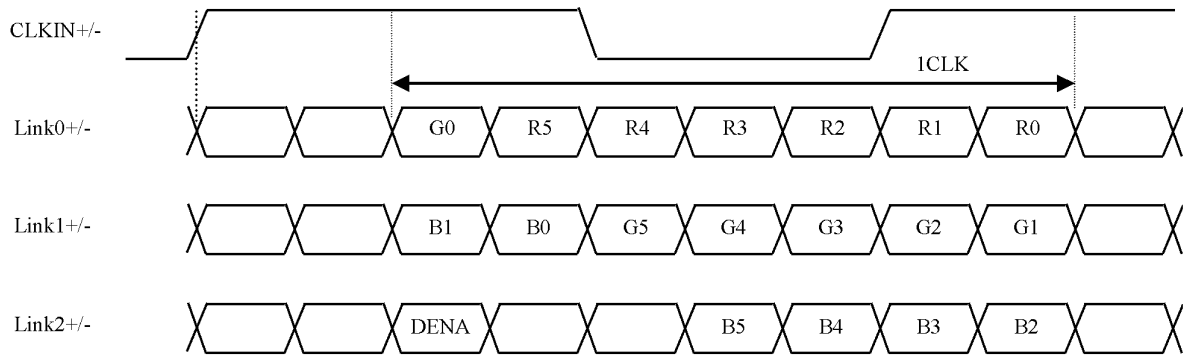 CLKIN+/-
1CLK
Link0+/- G0 R5 R4 R3 R2 R1 R0
Link1+/- B1 B0 G5 G4 G3 G2 G1
Link2+/- DENA B5 B4 B3 B2